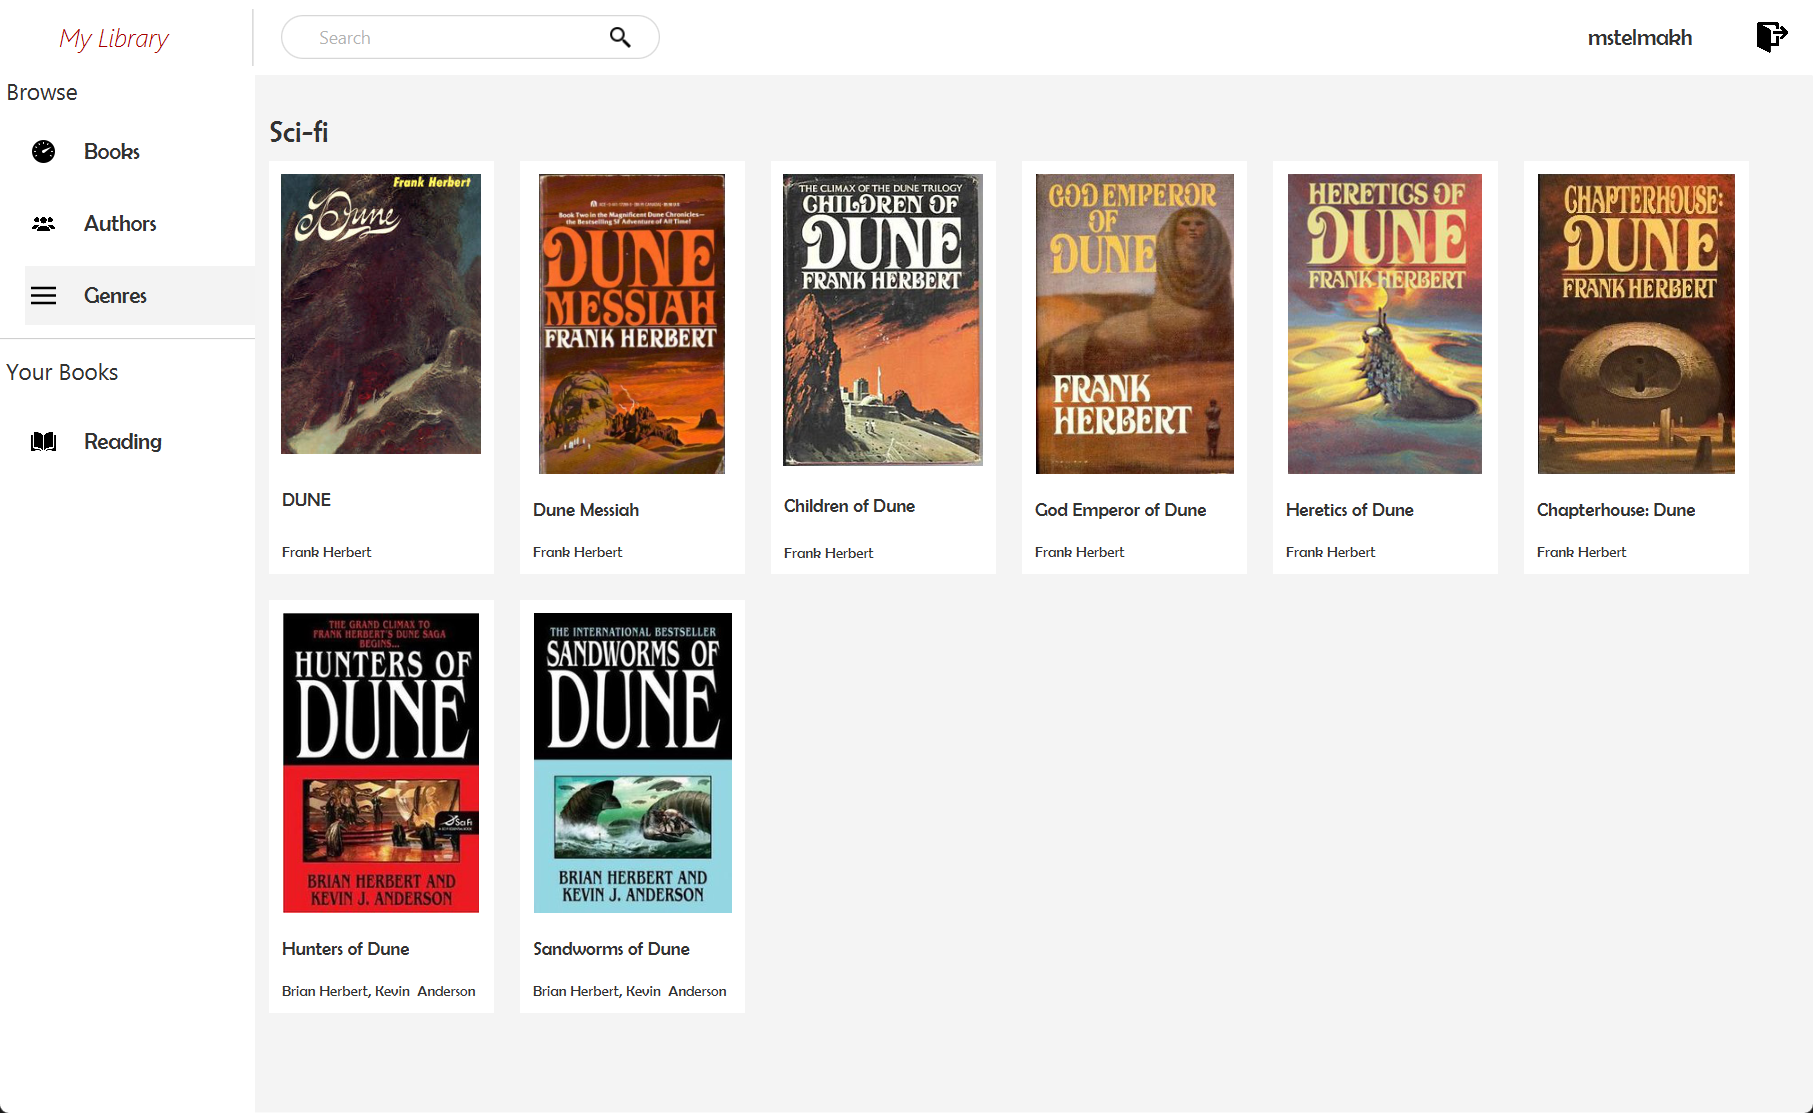 My Library
Search
mstelmakh
Browse
Books
Authors
Genres
Your Books
Reading
Sci-fi
Frank Herbert
Dune
DUNE
Frank Herbert
Book Two in the Magnificent Dune Chronicles—
the Bestselling SF Adventure of All Time!
DUNE
MESSIAH
FRANK HERBERT
Dune Messiah
Frank Herbert
THE CLIMAX OF THE DUNE TRILOGY
CHILDREN OF
DUNE
FRANK HERBERT
Children of Dune
Frank Herbert
GOD EMPEROR
OF
DUNE
FRANK
HERBERT
God Emperor of Dune
Frank Herbert
HERETICS OF
DUNE
FRANK HERBERT
Heretics of Dune
Frank Herbert
CHAPTERHOUSE:
DUNE
FRANK HERBERT
Chapterhouse: Dune
Frank Herbert
THE GRAND CLIMAX TO
FRANK HERBERT'S DUNE SAGA
BEGINS...
HUNTERS OF
DUNE
Sci Fi
BRIAN HERBERT AND
KEVIN J. ANDERSON
Hunters of Dune
Brian Herbert, Kevin Anderson
THE INTERNATIONAL BESTSELLER
SANDWORMS OF
DUNE
BRIAN HERBERT AND
KEVIN J. ANDERSON
Sandworms of Dune
Brian Herbert, Kevin Anderson